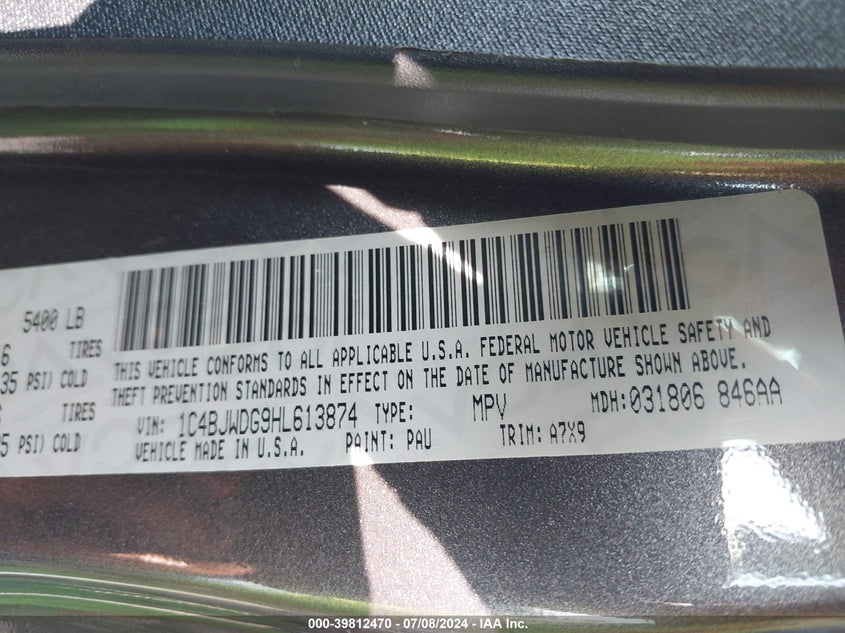 5400 LB
6 TIRES
35 PSI) COLD
TIRES
5 PSI) COLD
THIS VEHICLE CONFORMS TO ALL APPLICABLE U.S.A. FEDERAL MOTOR VEHICLE SAFETY AND
THEFT PREVENTION STANDARDS IN EFFECT ON THE DATE OF MANUFACTURE SHOWN ABOVE.
VIN: 1C4BJWDG9HL613874 TYPE: MPV MDH:031806 846AA
VEHICLE MADE IN U.S.A. PAINT: PAU TRIM: A7X9
000-39812470 - 07/08/2024 - IAA Inc.